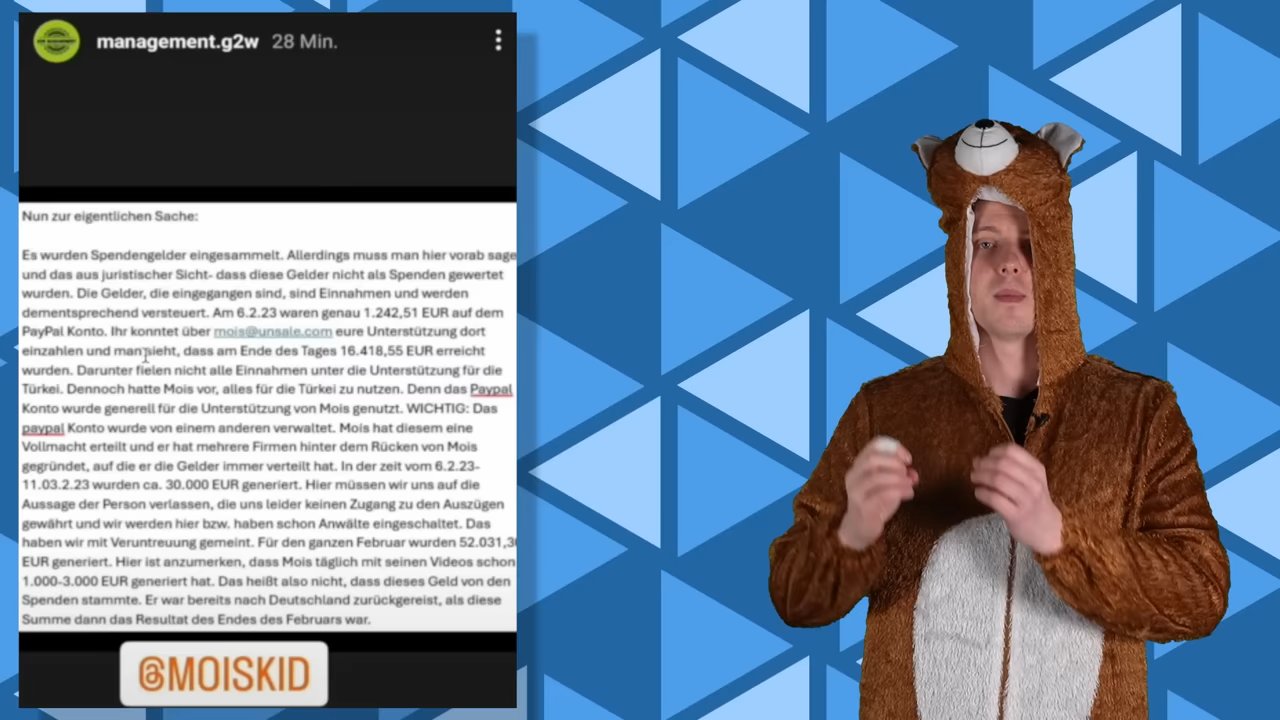 management.g2w 28 Min.
Nun zur eigentlichen Sache:
Es wurden Spendengelder eingesammelt. Allerdings muss man hier vorab sage
und das aus juristischer Sicht- dass diese Gelder nicht als Spenden gewertet
wurden. Die Gelder, die eingegangen sind, sind Einnahmen und werden
dementsprechend versteuert. Am 6.2.23 waren genau 1.242,51 EUR auf dem
PayPal Konto. Ihr konntet über mois@unsale.com eure Unterstützung dort
einzahlen und man sieht, dass am Ende des Tages 16.418,55 EUR erreicht
wurden. Darunter fielen nicht alle Einnahmen unter die Unterstützung für die
Türkei. Dennoch hatte Mois vor, alles für die Türkei zu nutzen. Denn das Paypal
Konto wurde generell für die Unterstützung von Mois genutzt. WICHTIG: Das
paypal Konto wurde von einem anderen verwaltet. Mois hat diesem eine
Vollmacht erteilt und er hat mehrere Firmen hinter dem Rücken von Mois
gegründet, auf die er die Gelder immer verteilt hat. In der zeit vom 6.2.23-
11.03.2.23 wurden ca. 30.000 EUR generiert. Hier müssen wir uns auf die
Aussage der Person verlassen, die uns leider keinen Zugang zu den Auszügen
gewährt und wir werden hier bzw. haben schon Anwälte eingeschaltet. Das
haben wir mit Veruntreuung gemeint. Für den ganzen Februar wurden 52.031,3
EUR generiert. Hier ist anzumerken, dass Mois täglich mit seinen Videos schon
1.000-3.000 EUR generiert hat. Das heißt also nicht, dass dieses Geld von den
Spenden stammte. Er war bereits nach Deutschland zurückgereist, als diese
Summe dann das Resultat des Endes des Februars war.
@MOISKID